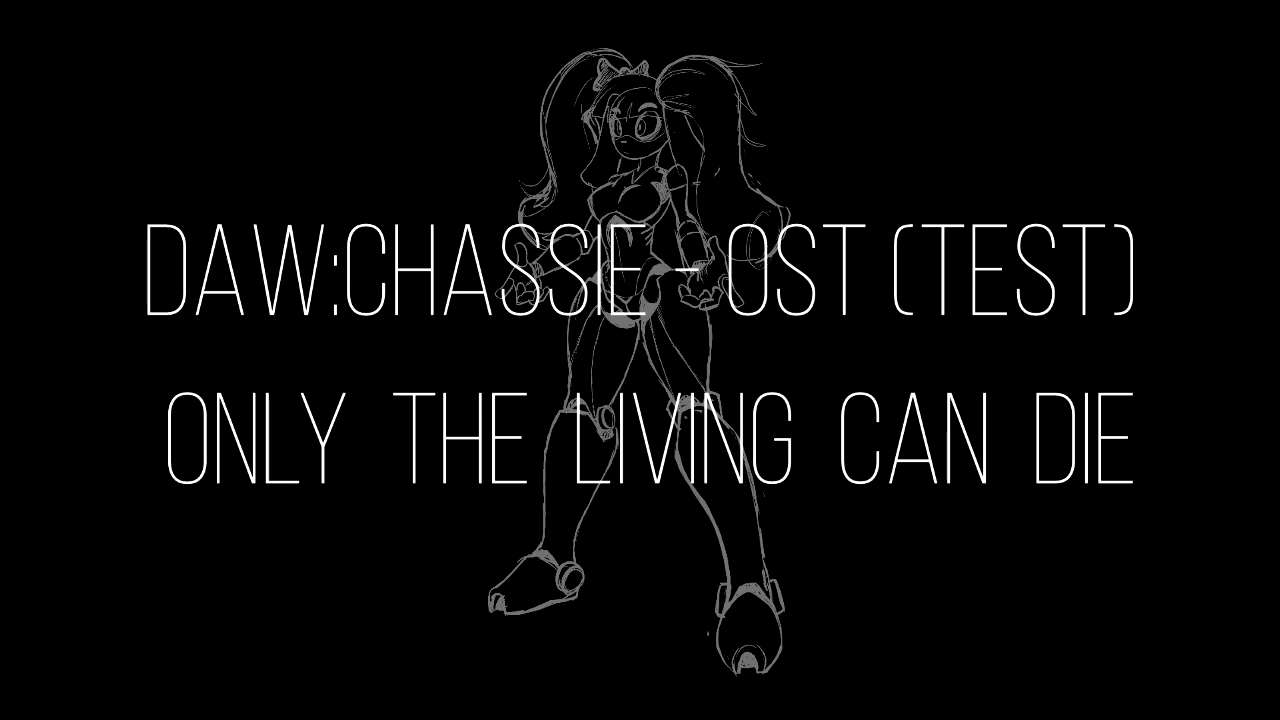 DAW:CHASSIE - OST (TEST)
ONLY THE LIVING CAN DIE